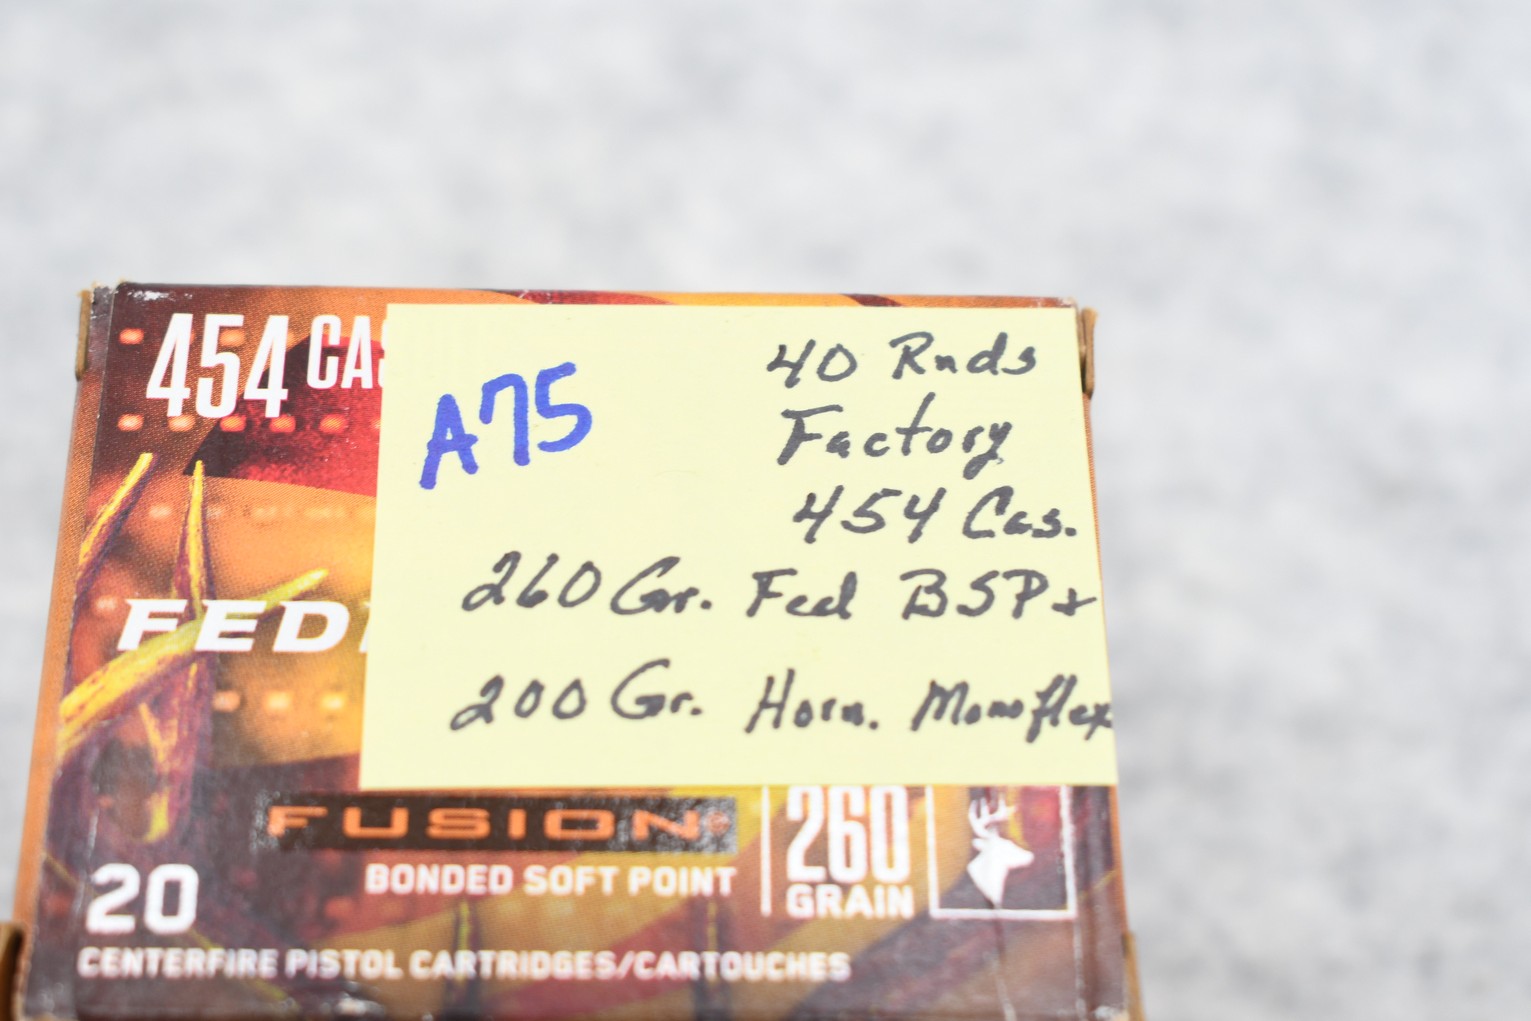 454 CAS
A75
40 Rnds
Factory
454 Cas.
260 Gr. Fed BSP +
200 Gr. Horn. Monoflex
FED
FUSION
BONDED SOFT POINT
260
GRAIN
20
CENTERFIRE PISTOL CARTRIDGES/CARTOUCHES